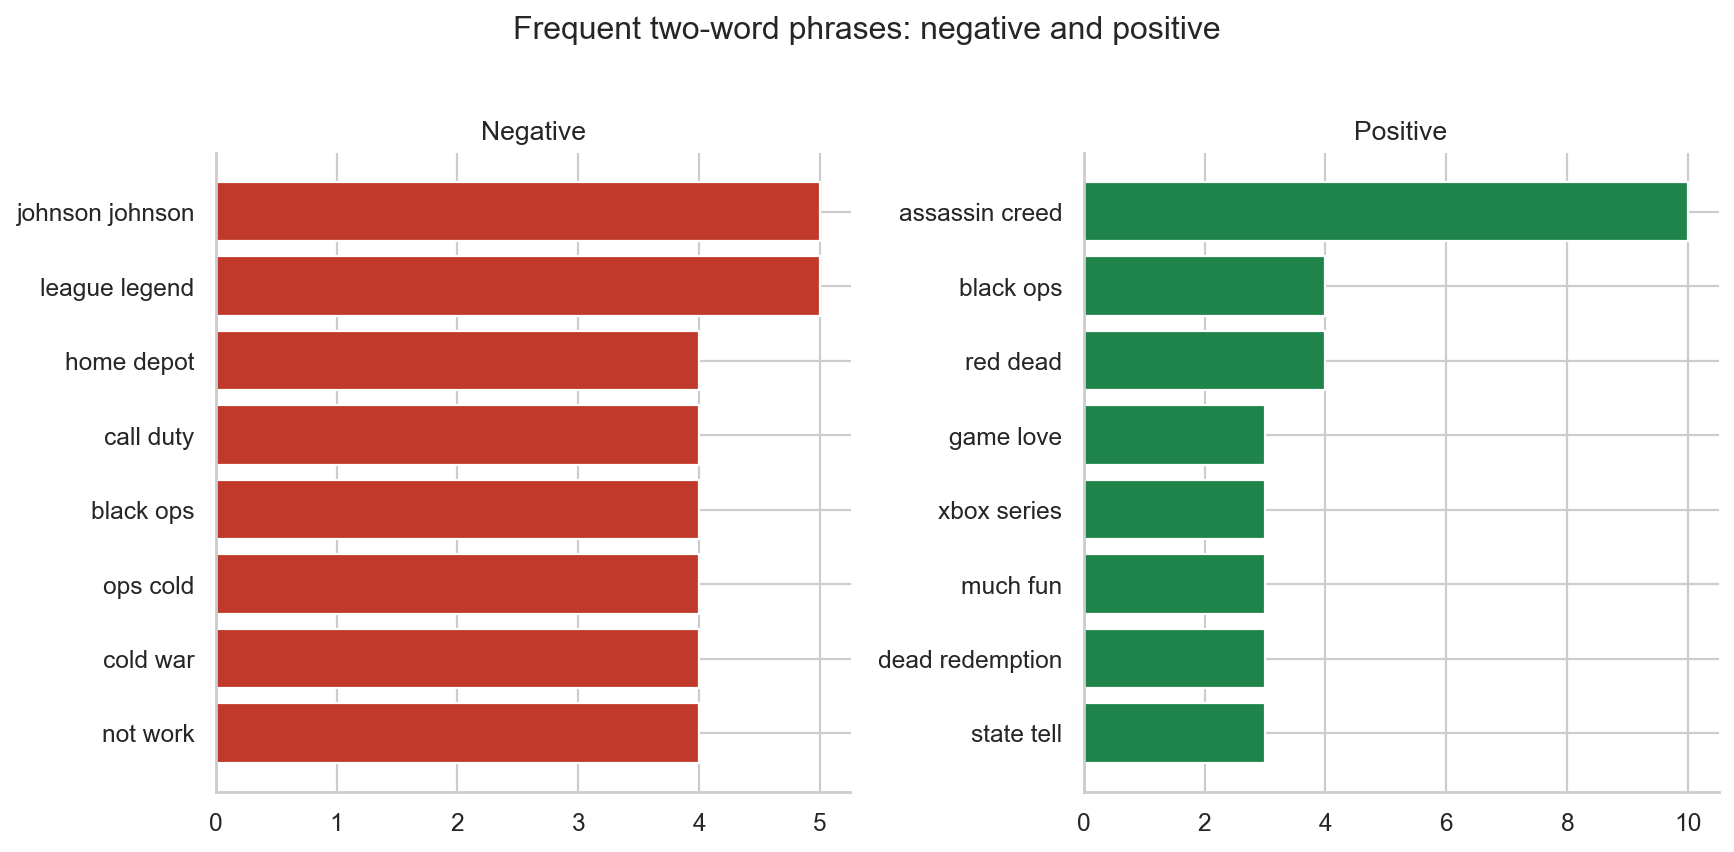 Frequent two-word phrases: negative and positive
Negative
johnson johnson
league legend
home depot
call duty
black ops
ops cold
cold war
not work
0 1 2 3 4 5
Positive
assassin creed
black ops
red dead
game love
xbox series
much fun
dead redemption
state tell
0 2 4 6 8 10